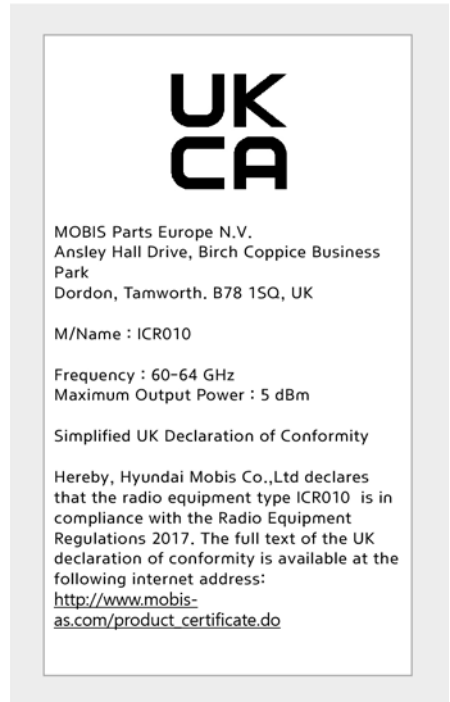 UK
CA
MOBIS Parts Europe N.V.
Ansley Hall Drive, Birch Coppice Business
Park
Dordon, Tamworth. B78 1SQ, UK
M/Name : ICR010
Frequency : 60-64 GHz
Maximum Output Power : 5 dBm
Simplified UK Declaration of Conformity
Hereby, Hyundai Mobis Co.,Ltd declares
that the radio equipment type ICR010  is in
compliance with the Radio Equipment
Regulations 2017. The full text of the UK
declaration of conformity is available at the
following internet address:
http://www.mobis-
as.com/product_certificate.do